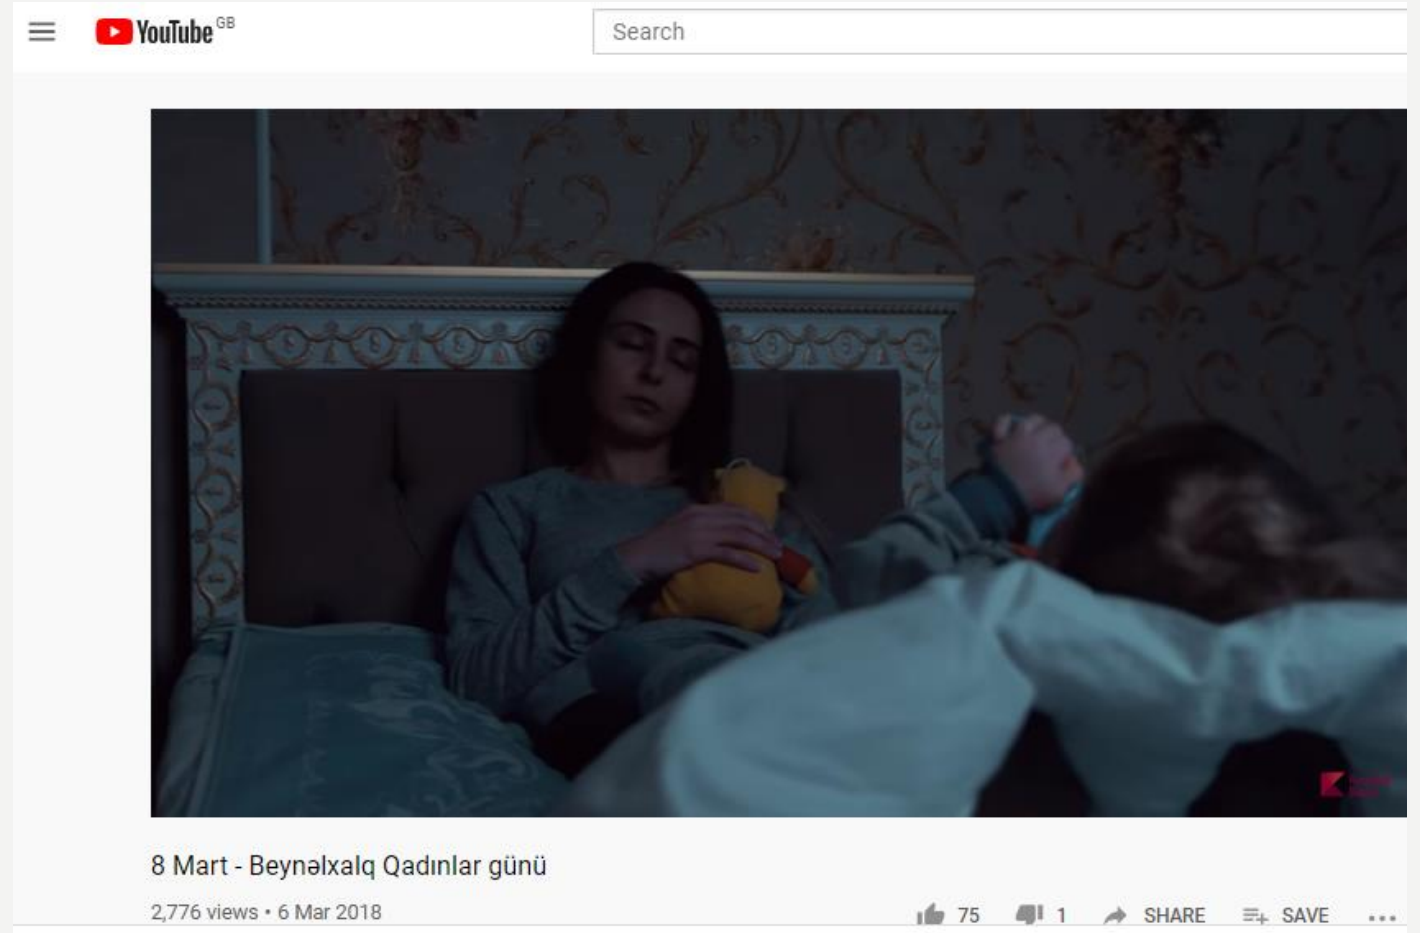 YouTube GB
Search
8 Mart - Beynəlxalq Qadınlar günü
2,776 views • 6 Mar 2018
75 1 SHARE SAVE